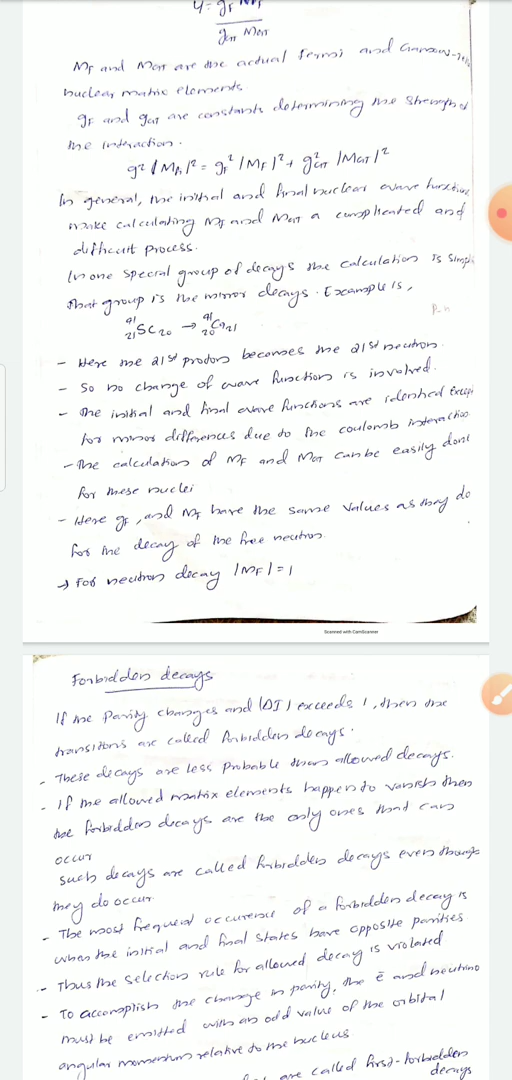 y = gF MF
gGT MGT
MF and MGT are the actual fermi and Gamow-
nuclear matrix elements
gF and gGT are constants determining the strength of
the interaction.
g² |Mfi|² = gF² |MF|² + g²GT |MGT|²
In general, the initial and final nuclear wave function
make calculating MF and MGT a complicated and
difficult process.
In one special group of decays the calculation is simple
that group is the mirror decays. Example is,
P-n
⁴¹₂₁Sc₂₀ → ⁴¹₂₀Ca₂₁
- Here the 21st proton becomes the 21st neutron.
- So no change of wave function is involved.
- The initial and final wave functions are identical except
for minor differences due to the coulomb interaction
- The calculation of MF and MGT can be easily done
for these nuclei
- Here gF, and MF have the same values as they do
for the decay of the free neutron.
→ For neutron decay |MF| = 1
Scanned with CamScanner
Forbidden decays
If the Parity changes and |ΔI| exceeds 1, then the
transitions are called forbidden decays.
- These decays are less probable than allowed decays.
- If the allowed matrix elements happen to vanish then
the forbidden decays are the only ones that can
occur
Such decays are called forbidden decays even though
they do occur
- The most frequent occurence of a forbidden decay is
when the initial and final states have opposite parities
- Thus the selection rule for allowed decay is violated
- To accomplish the change in parity, the e⁻ and neutrino
must be emitted with an odd value of the orbital
angular momentum relative to the nucleus
are called first-forbidden
decays